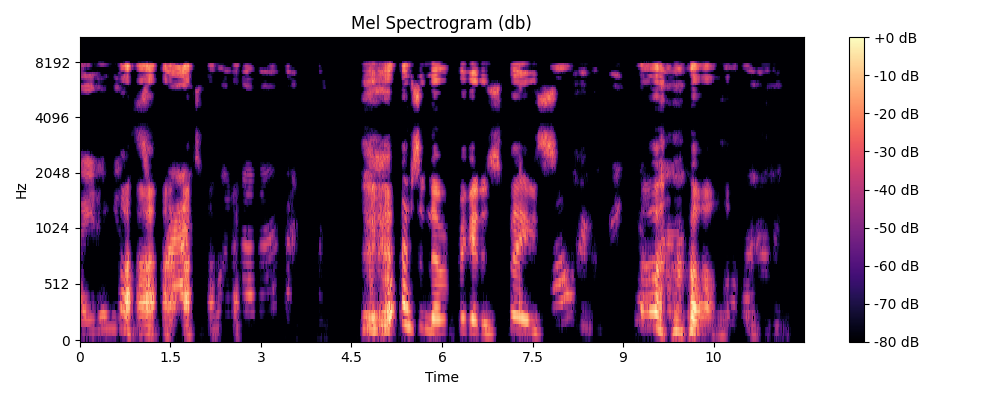 Mel Spectrogram (db)
Hz
8192
4096
2048
1024
512
0
0 1.5 3 4.5 6 7.5 9 10
Time
+0 dB
-10 dB
-20 dB
-30 dB
-40 dB
-50 dB
-60 dB
-70 dB
-80 dB